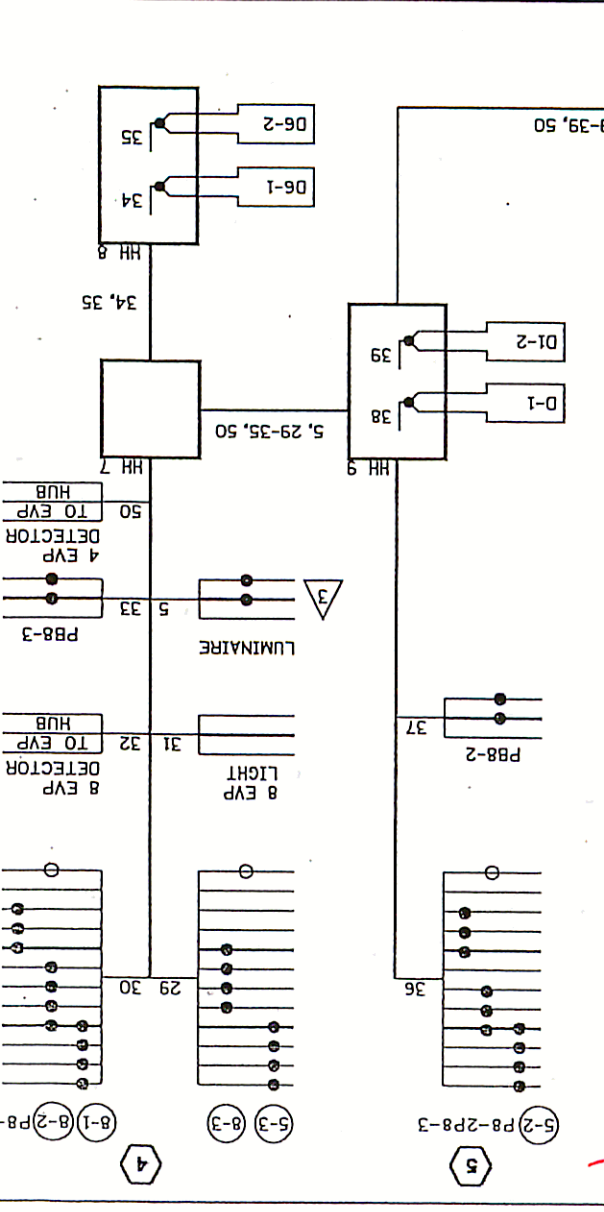 5
4
5-2 P8-2P8-3
5-3 8-3
8-1 8-2 P8-
36
29
30
8 EVP
LIGHT
8 EVP
DETECTOR
TO EVP
HUB
PB8-2
37
31
32
LUMINAIRE
PB8-3
3
5
33
4 EVP
DETECTOR
TO EVP
HUB
50
HH 9
HH 7
D-1
38
5, 29-35, 50
D1-2
39
34, 35
HH 8
D6-1
34
-39, 50
D6-2
35